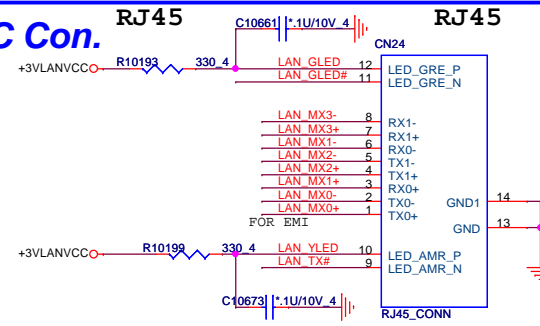 RJ45 RJ45
C Con.
C10661 *.1U/10V_4
CN24
+3VLANVCC R10193 330_4 LAN_GLED 12 LED_GRE_P
LAN_GLED# 11 LED_GRE_N
LAN_MX3- 8 RX1-
LAN_MX3+ 7 RX1+
LAN_MX1- 6 RX0-
LAN_MX2- 5 TX1-
LAN_MX2+ 4 TX1+
LAN_MX1+ 3 RX0+
LAN_MX0- 2 TX0-
LAN_MX0+ 1 TX0+
GND1 14
GND 13
FOR EMI
+3VLANVCC R10199 330_4 LAN_YLED 10 LED_AMR_P
LAN_TX# 9 LED_AMR_N
C10673 *.1U/10V_4
RJ45_CONN